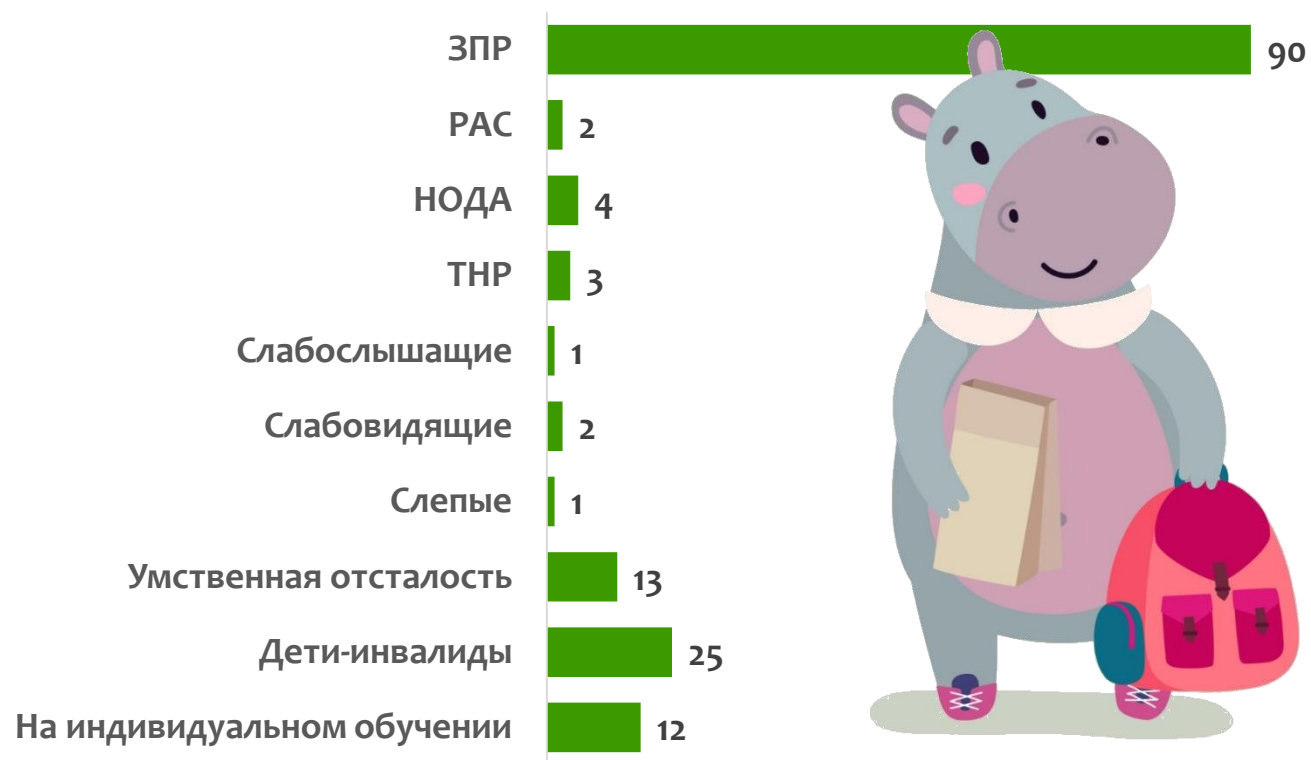 ЗПР 90
РАС 2
НОДА 4
ТНР 3
Слабослышащие 1
Слабовидящие 2
Слепые 1
Умственная отсталость 13
Дети-инвалиды 25
На индивидуальном обучении 12